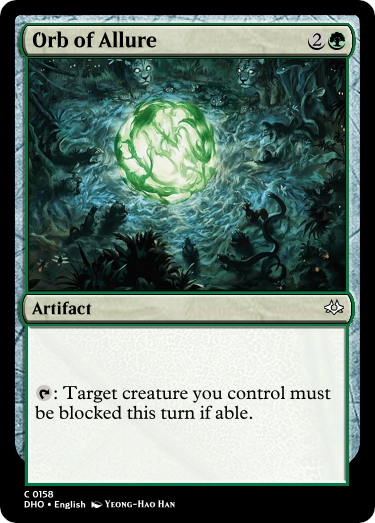 Orb of Allure 2
Artifact
: Target creature you control must
be blocked this turn if able.
C 0158
DHO • English Yeong-Hao Han